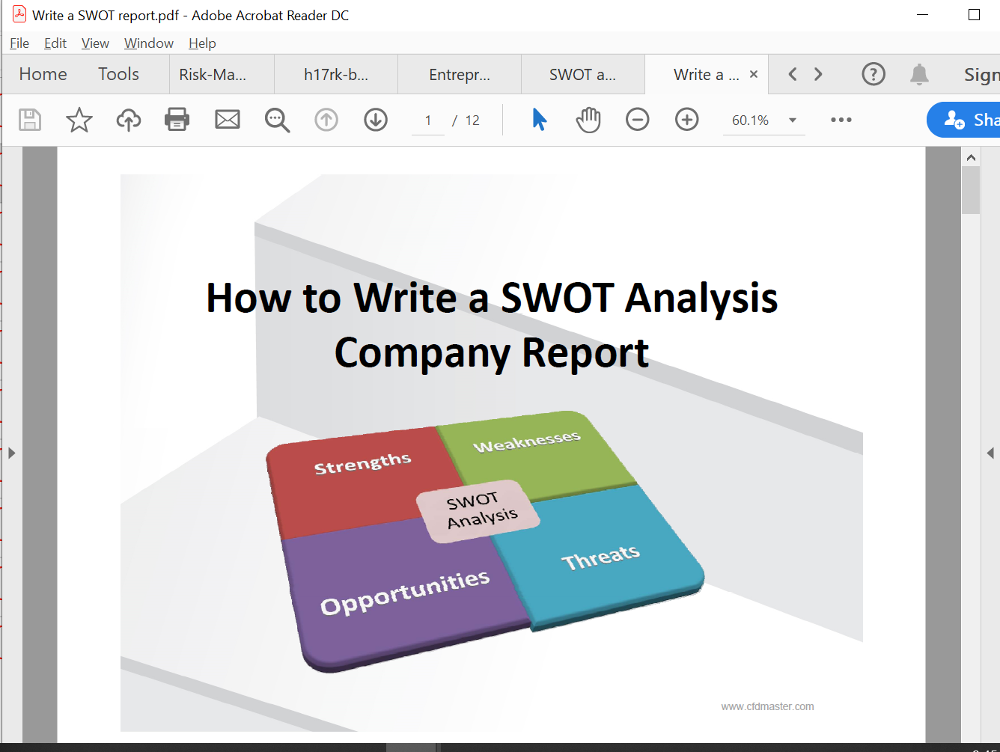 Write a SWOT report.pdf - Adobe Acrobat Reader DC
File Edit View Window Help
Home Tools Risk-Ma... h17rk-b... Entrepr... SWOT a... Write a ... × ? Sign
1 / 12 60.1% Sha
How to Write a SWOT Analysis
Company Report
Strengths
Weaknesses
SWOT
Analysis
Opportunities
Threats
www.cfdmaster.com